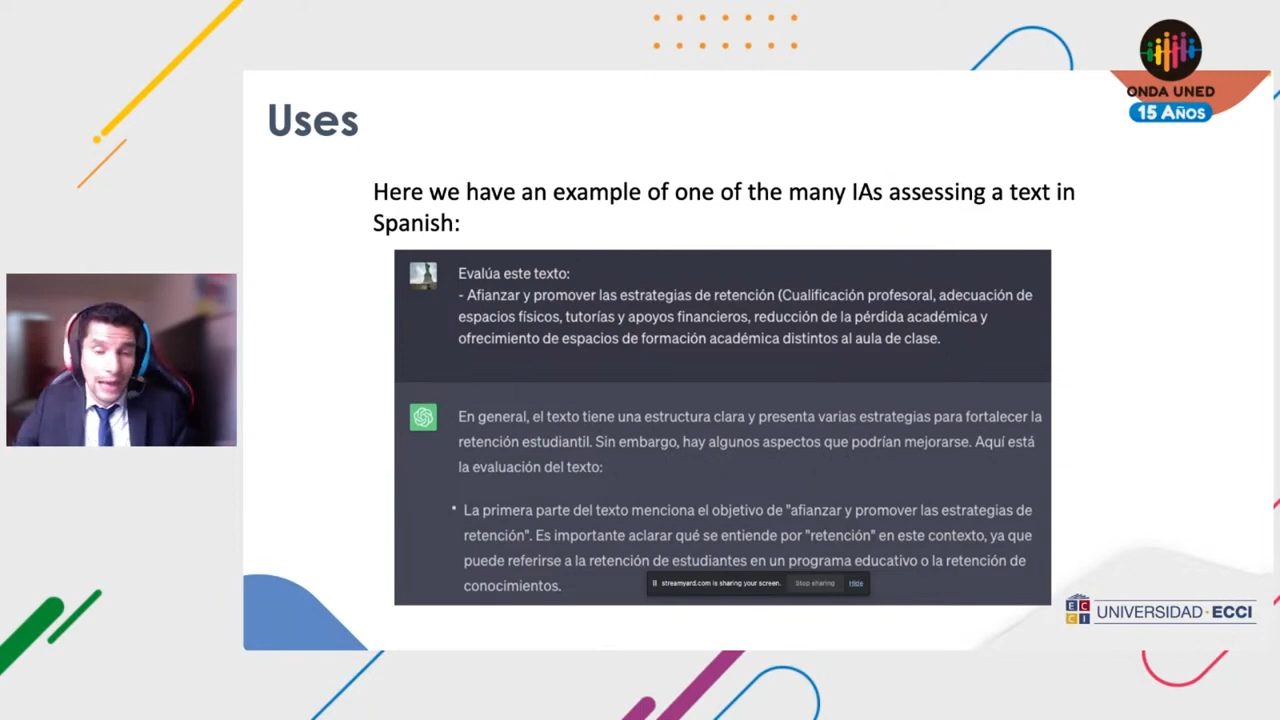 ONDA UNED
15 AÑOS
Uses
Here we have an example of one of the many IAs assessing a text in
Spanish:
Evalúa este texto:
- Afianzar y promover las estrategias de retención (Cualificación profesoral, adecuación de
espacios físicos, tutorías y apoyos financieros, reducción de la pérdida académica y
ofrecimiento de espacios de formación académica distintos al aula de clase.
En general, el texto tiene una estructura clara y presenta varias estrategias para fortalecer la
retención estudiantil. Sin embargo, hay algunos aspectos que podrían mejorarse. Aquí está
la evaluación del texto:
• La primera parte del texto menciona el objetivo de "afianzar y promover las estrategias de
retención". Es importante aclarar qué se entiende por "retención" en este contexto, ya que
puede referirse a la retención de estudiantes en un programa educativo o la retención de
conocimientos.
streamyard.com is sharing your screen. Stop sharing Hide
ECCI UNIVERSIDAD·ECCI